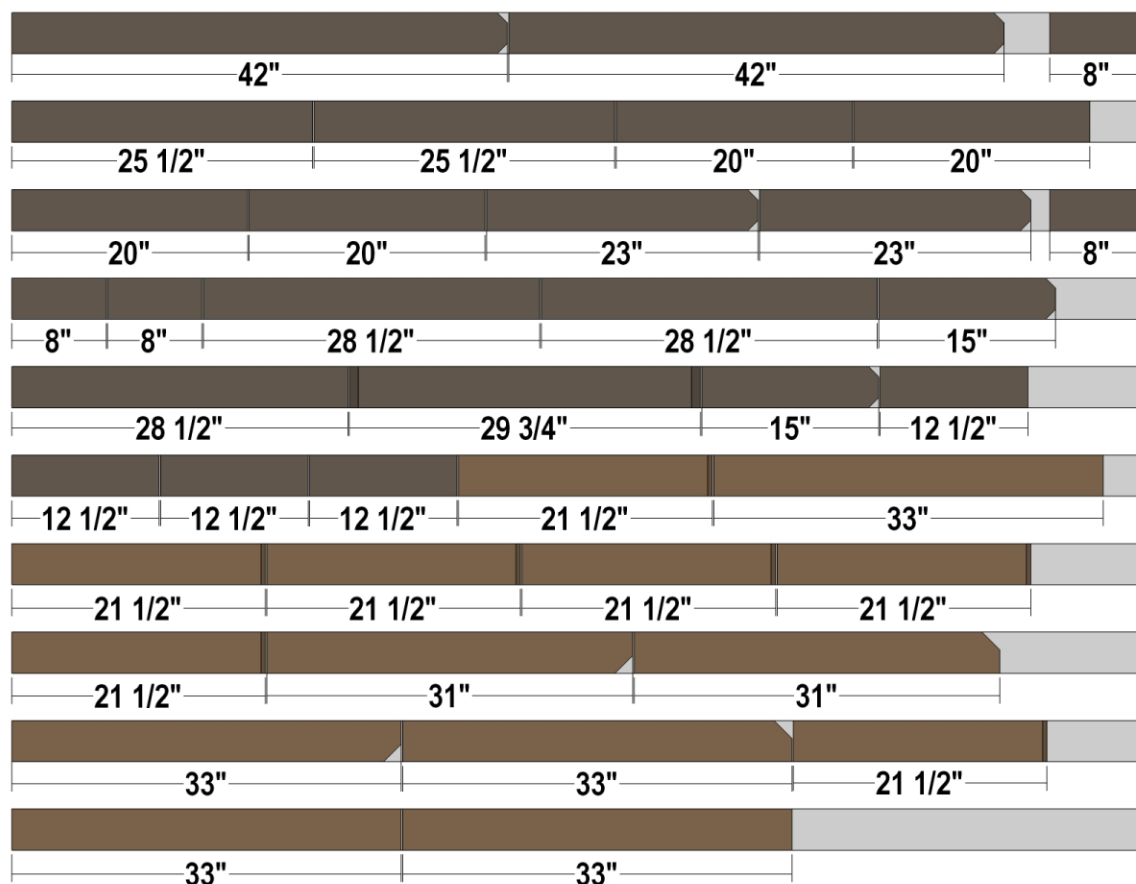 42" 42" 8"
25 1/2" 25 1/2" 20" 20"
20" 20" 23" 23" 8"
8" 8" 28 1/2" 28 1/2" 15"
28 1/2" 29 3/4" 15" 12 1/2"
12 1/2" 12 1/2" 12 1/2" 21 1/2" 33"
21 1/2" 21 1/2" 21 1/2" 21 1/2"
21 1/2" 31" 31"
33" 33" 21 1/2"
33" 33"